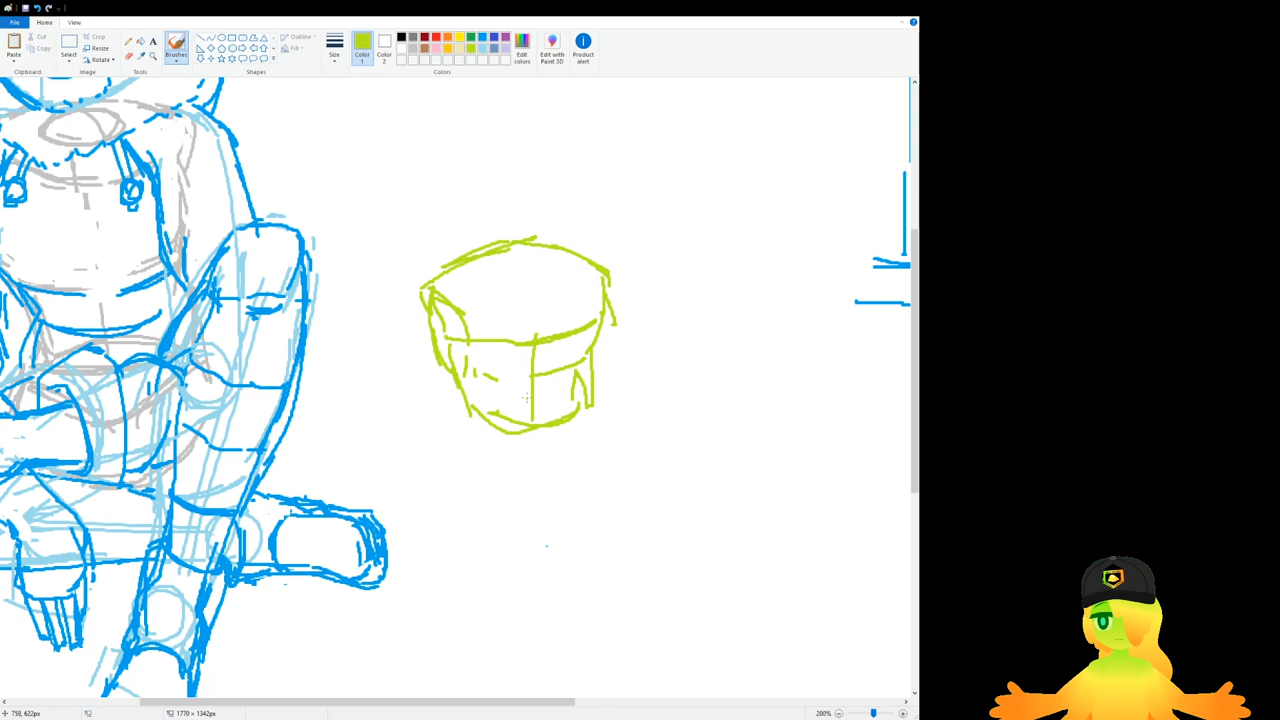 File Home View
Paste Cut Copy
Clipboard
Select Crop Resize Rotate
Image
A
Tools
Brushes
Outline Fill
Shapes
Size
Color 1 Color 2
Edit colors
Colors
Edit with Paint 3D
Product alert
758, 622px
1770 × 1342px
200%